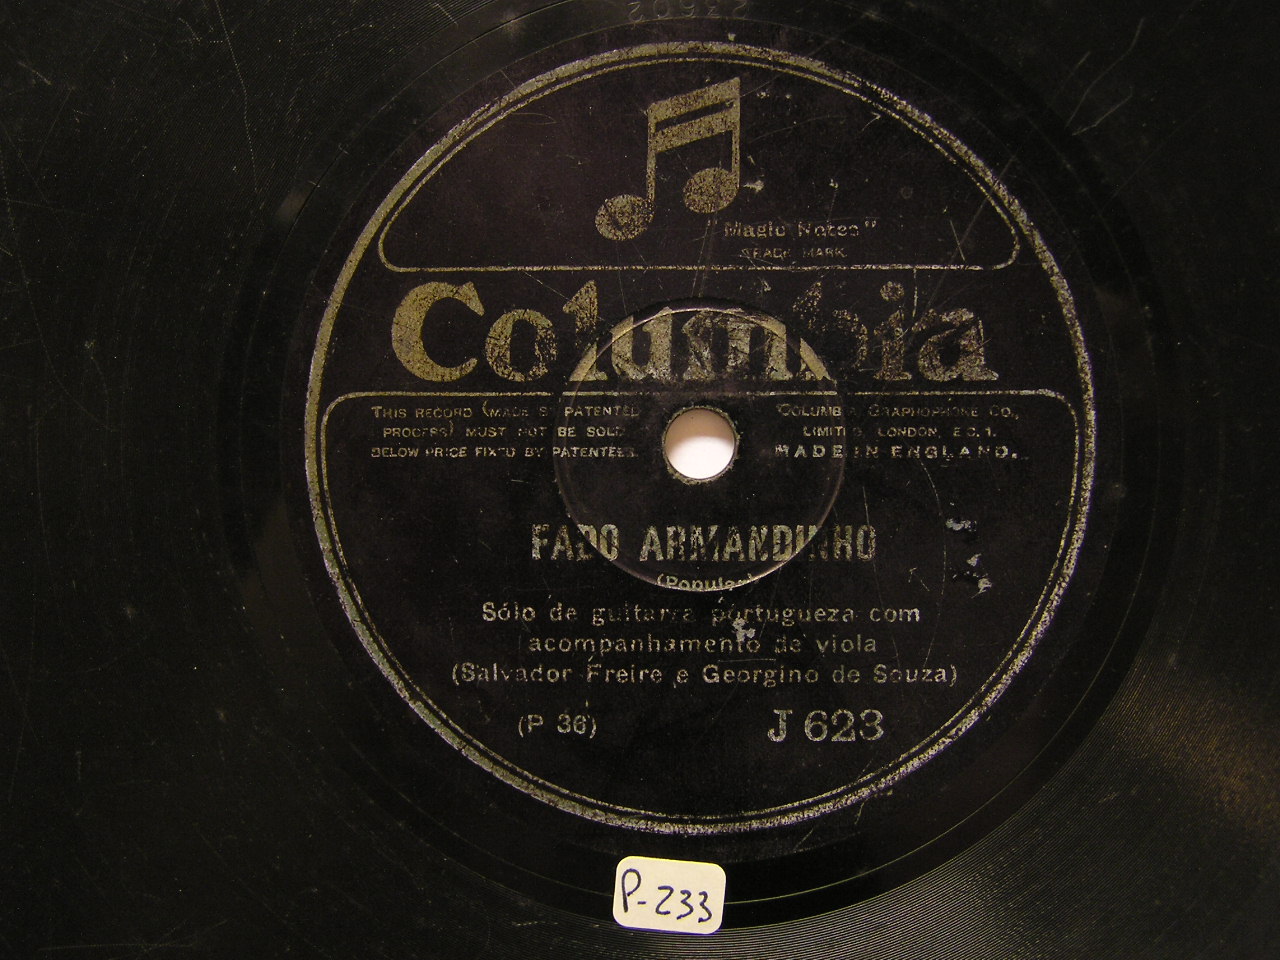 23602
"Magic Notes"
TRADE MARK
Columbia
THIS RECORD (MADE BY PATENTED
PROCESS) MUST NOT BE SOLD
BELOW PRICE FIXED BY PATENTEES.
COLUMBIA GRAPHOPHONE CO.,
LIMITED, LONDON, E.C.1.
MADE IN ENGLAND.
FADO ARMANDINHO
(Popular)
Sólo de guitarra portugueza com
acompanhamento de viola
(Salvador Freire e Georgino de Souza)
(P 36)
J 623
P-233